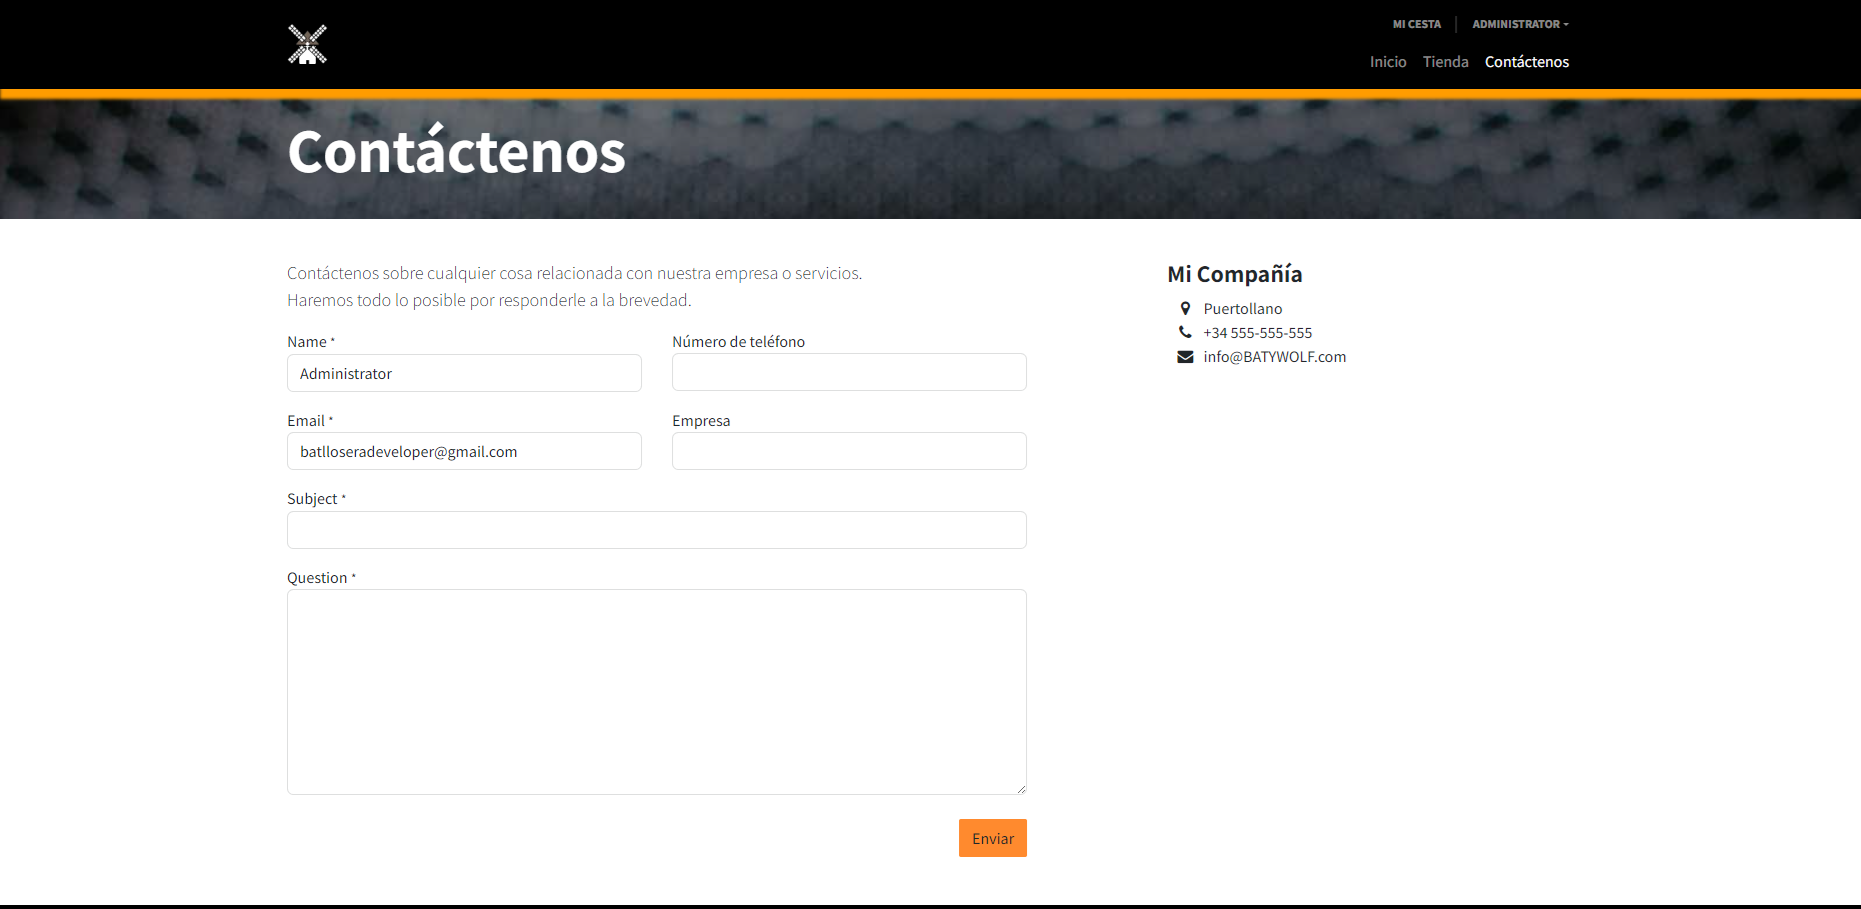 MI CESTA
ADMINISTRATOR
Inicio Tienda Contáctenos
Contáctenos
Contáctenos sobre cualquier cosa relacionada con nuestra empresa o servicios.
Haremos todo lo posible por responderle a la brevedad.
Name *
Administrator
Número de teléfono
Email *
batlloseradeveloper@gmail.com
Empresa
Subject *
Question *
Enviar
Mi Compañía
Puertollano
+34 555-555-555
info@BATYWOLF.com